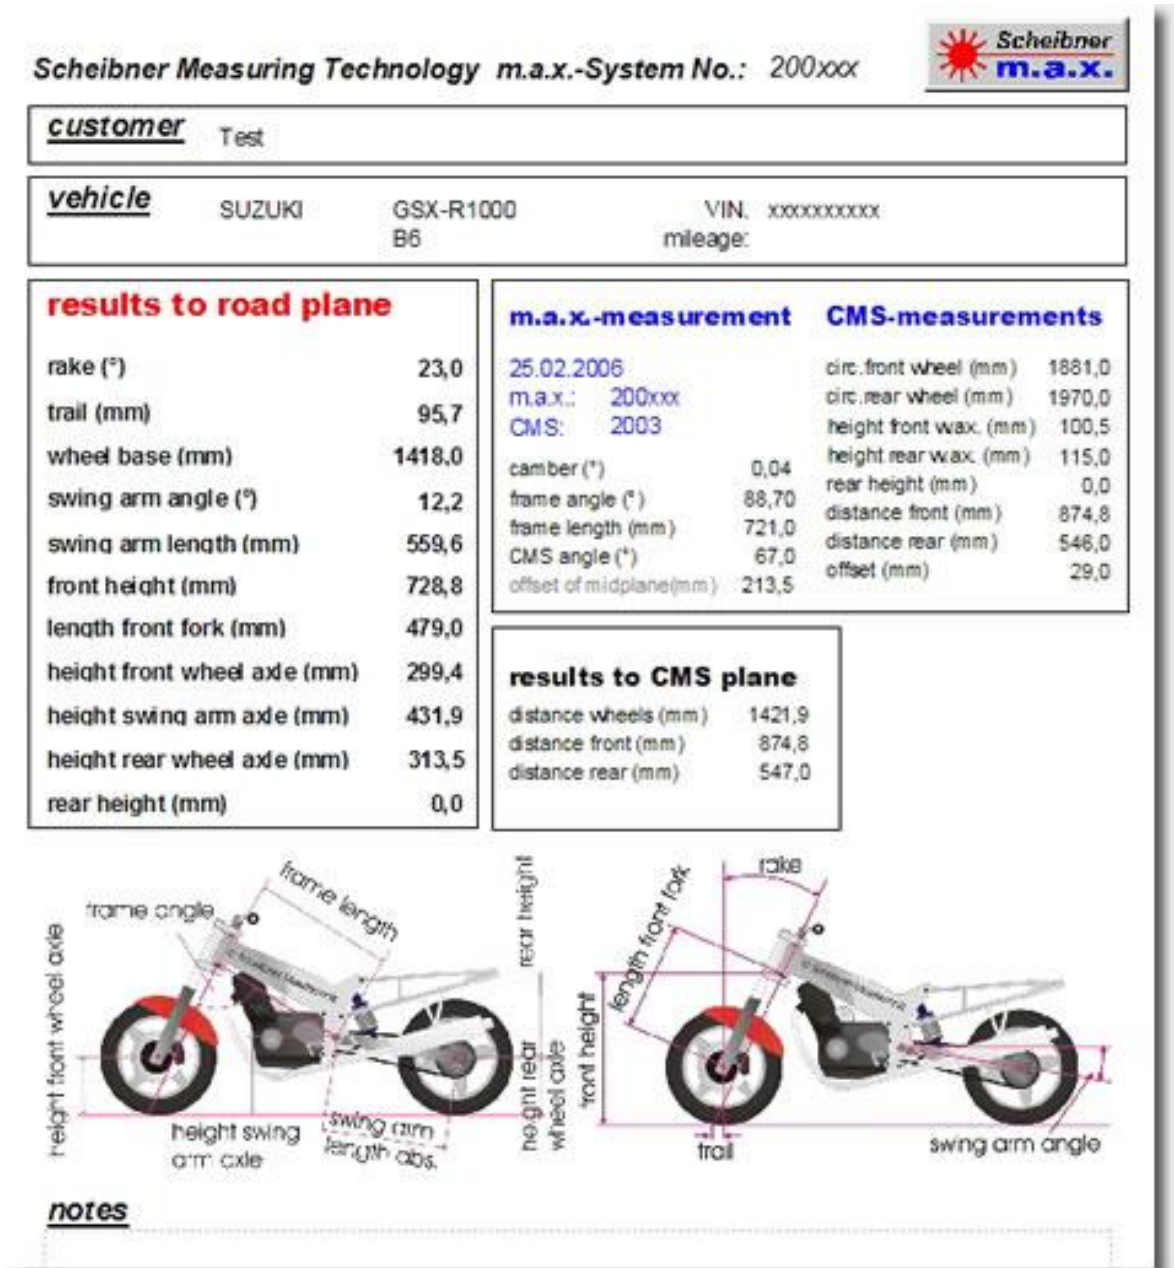 Scheibner Measuring Technology m.a.x.-System No.: 200xxx
Scheibner
m.a.x.
customer Test
vehicle SUZUKI GSX-R1000 VIN. xxxxxxxxxx
B6 mileage:
results to road plane
rake (°) 23,0
trail (mm) 95,7
wheel base (mm) 1418,0
swing arm angle (°) 12,2
swing arm length (mm) 559,6
front height (mm) 728,8
length front fork (mm) 479,0
height front wheel axle (mm) 299,4
height swing arm axle (mm) 431,9
height rear wheel axle (mm) 313,5
rear height (mm) 0,0
m.a.x.-measurement
25.02.2006
m.a.x.: 200xxx
CMS: 2003
camber (°) 0,04
frame angle (°) 88,70
frame length (mm) 721,0
CMS angle (°) 67,0
offset of midplane(mm) 213,5
CMS-measurements
circ.front wheel (mm) 1881,0
circ.rear wheel (mm) 1970,0
height front w.ax. (mm) 100,5
height rear w.ax. (mm) 115,0
rear height (mm) 0,0
distance front (mm) 874,8
distance rear (mm) 546,0
offset (mm) 29,0
results to CMS plane
distance wheels (mm) 1421,9
distance front (mm) 874,8
distance rear (mm) 547,0
frame angle
frame length
height front wheel axle
height swing
arm axle
swing arm
length abs.
rear height
height rear
wheel axle
rake
length front fork
front height
trail
swing arm angle
notes